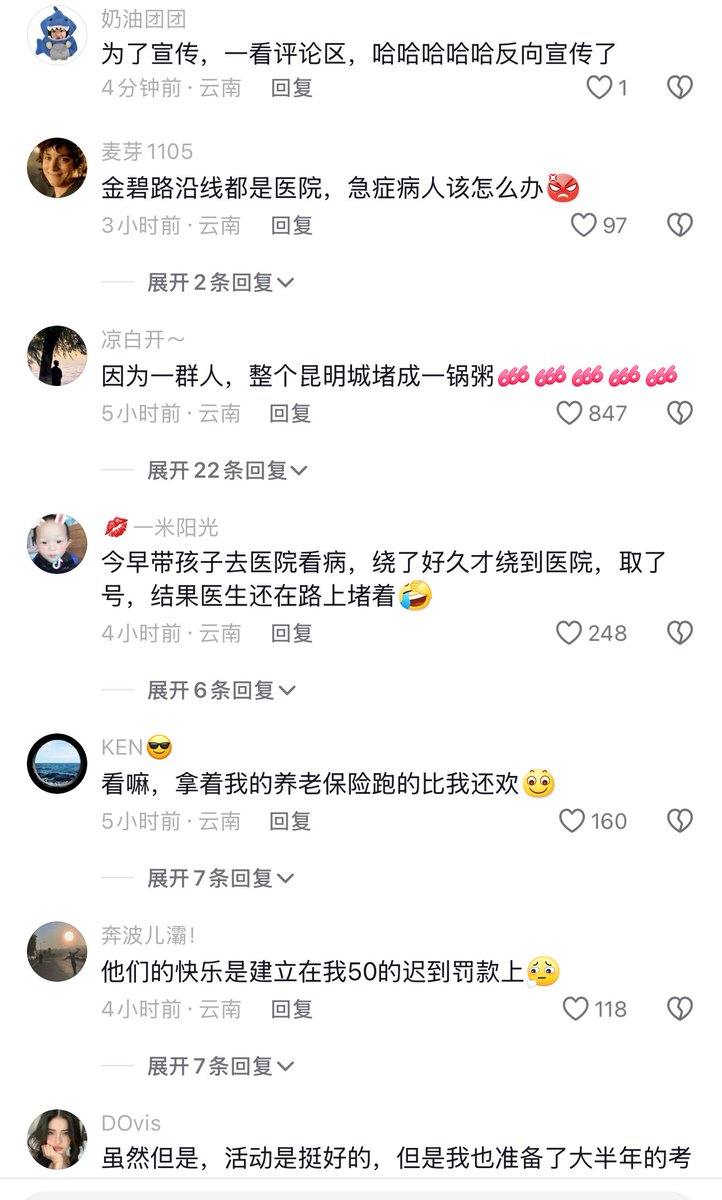 奶油团团
为了宣传，一看评论区，哈哈哈哈哈反向宣传了
4分钟前·云南 回复 1
麦芽1105
金碧路沿线都是医院，急症病人该怎么办😡
3小时前·云南 回复 97
展开2条回复
凉白开～
因为一群人，整个昆明城堵成一锅粥666 666 666 666 666
5小时前·云南 回复 847
展开22条回复
💋一米阳光
今早带孩子去医院看病，绕了好久才绕到医院，取了
号，结果医生还在路上堵着🤣
4小时前·云南 回复 248
展开6条回复
KEN😎
看嘛，拿着我的养老保险跑的比我还欢
5小时前·云南 回复 160
展开7条回复
奔波儿灞！
他们的快乐是建立在我50的迟到罚款上
4小时前·云南 回复 118
展开7条回复
DOvis
虽然但是，活动是挺好的，但是我也准备了大半年的考